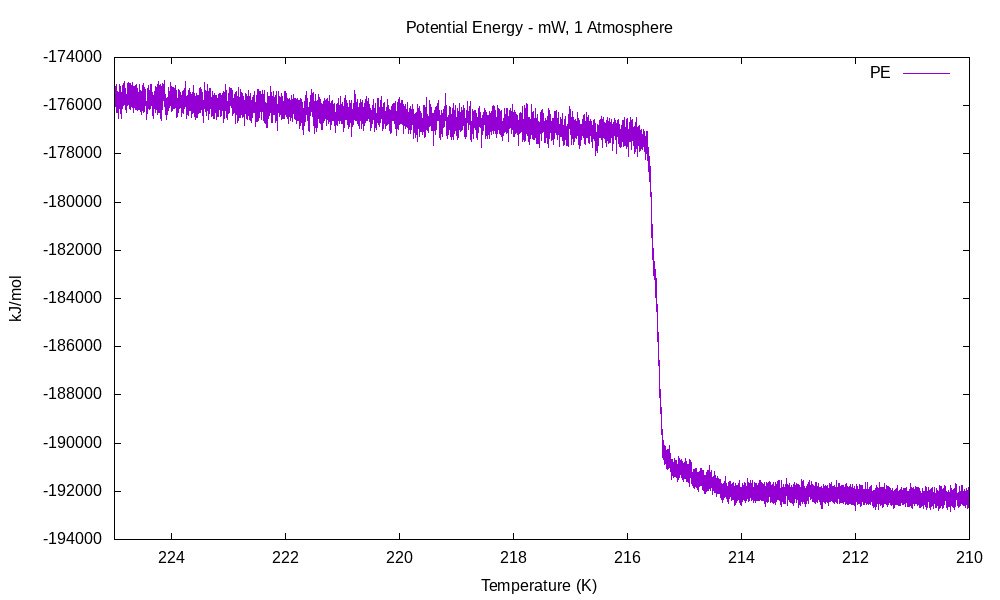 Potential Energy - mW, 1 Atmosphere
PE
-174000
-176000
-178000
-180000
-182000
-184000
-186000
-188000
-190000
-192000
-194000
kJ/mol
224 222 220 218 216 214 212 210
Temperature (K)